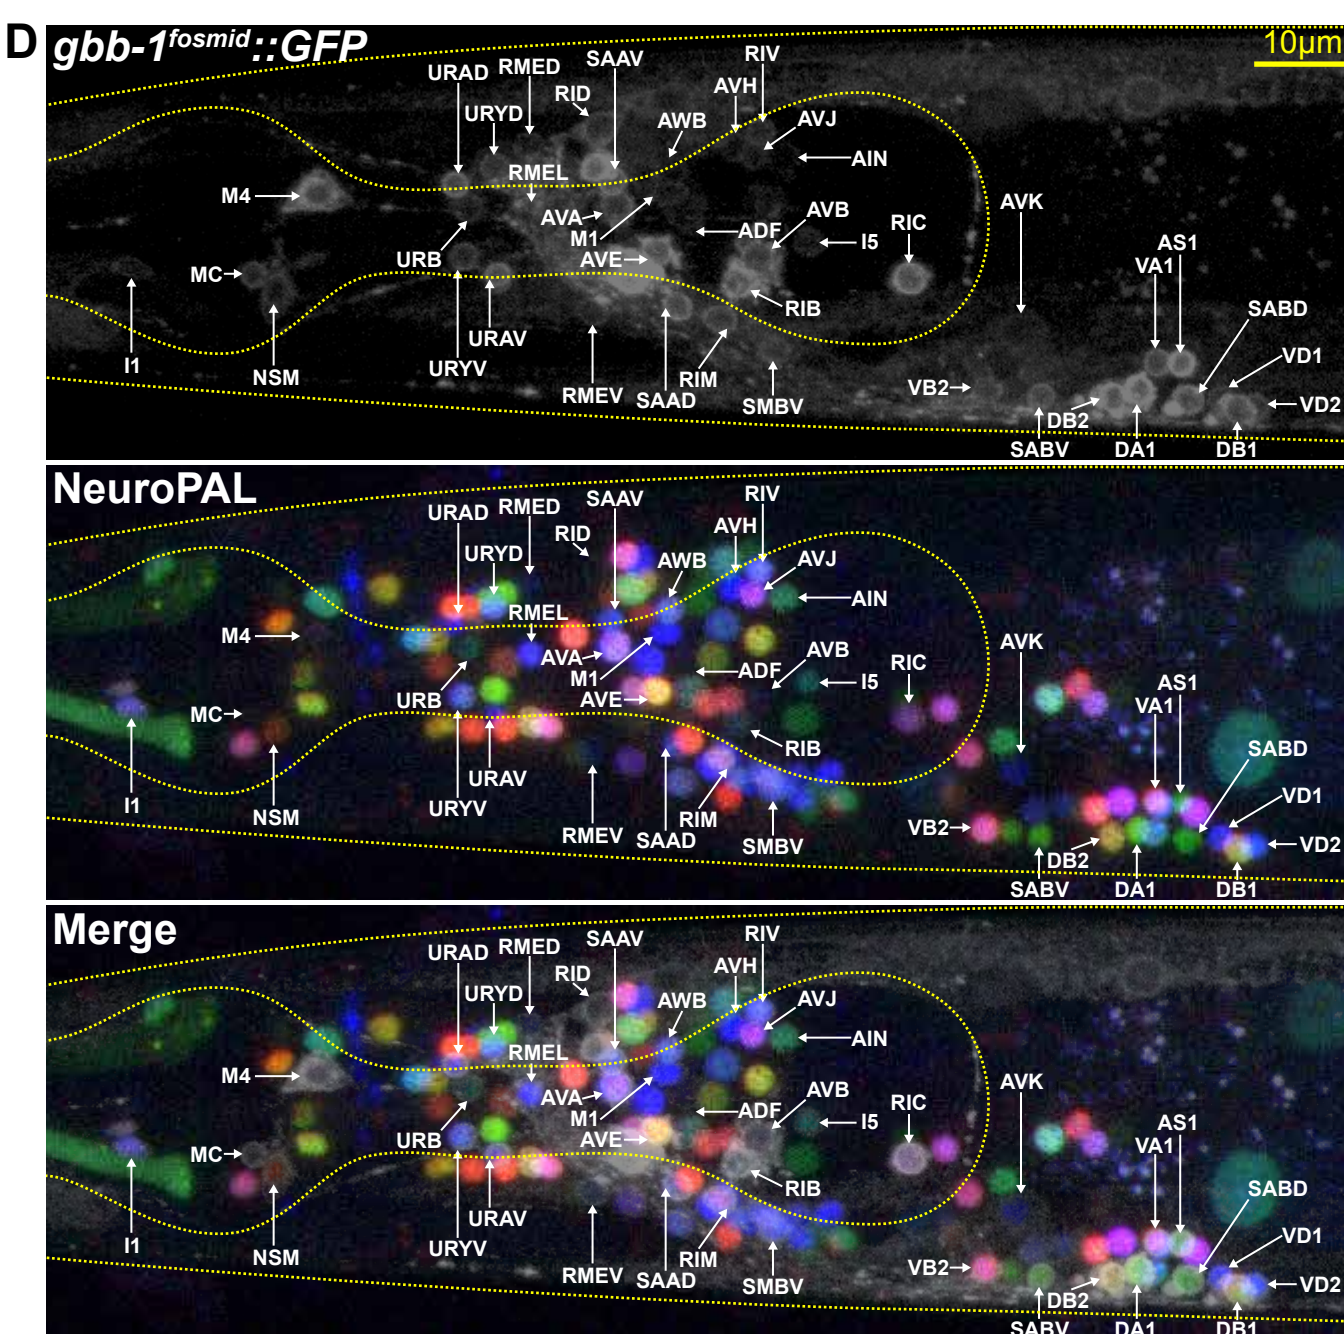 D
gbb-1fosmid::GFP
10µm
URAD RMED SAAV RIV
URYD RID AVH
AWB AVJ
RMEL AIN
M4 AVA AVK
M1 ADF AVB RIC
URB AVE I5 AS1
MC VA1
RIB SABD
URAV
I1 NSM URYV RIM VD1
RMEV SAAD SMBV VB2 VD2
DB2
SABV DA1 DB1
NeuroPAL
URAD RMED SAAV RIV
URYD RID AVH
AWB AVJ
RMEL AIN
M4 AVA AVK
M1 ADF AVB RIC
URB AVE I5 AS1
MC VA1
RIB SABD
URAV
I1 NSM URYV RIM VD1
RMEV SAAD SMBV VB2 VD2
DB2
SABV DA1 DB1
Merge
URAD RMED SAAV RIV
URYD RID AVH
AWB AVJ
RMEL AIN
M4 AVA AVK
M1 ADF AVB RIC
URB AVE I5 AS1
MC VA1
RIB SABD
URAV
I1 NSM URYV RIM VD1
RMEV SAAD SMBV VB2 VD2
DB2
SABV DA1 DB1